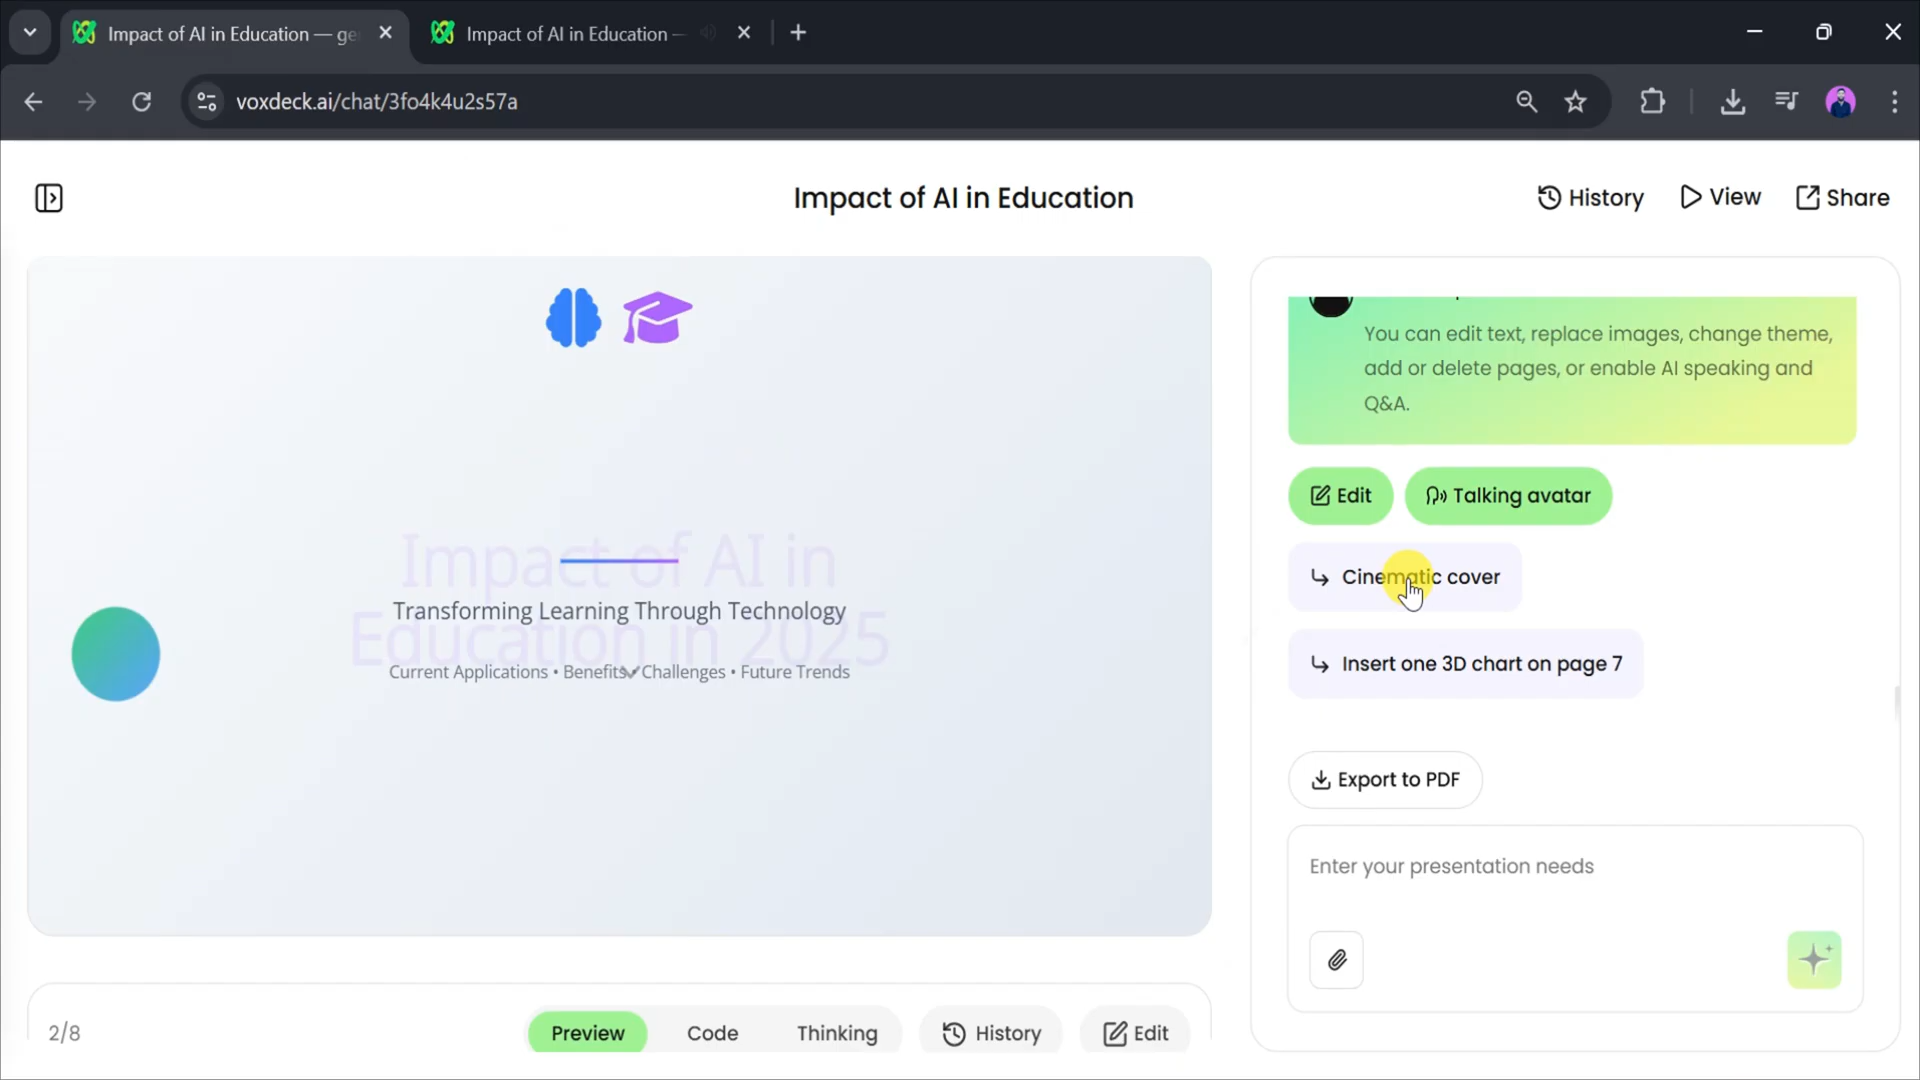 Impact of AI in Education — ge
Impact of AI in Education —
voxdeck.ai/chat/3fo4k4u2s57a
Impact of AI in Education
History
View
Share
Impact of AI in
Education in 2025
Transforming Learning Through Technology
Current Applications • Benefits • Challenges • Future Trends
2/8
Preview
Code
Thinking
History
Edit
You can edit text, replace images, change theme,
add or delete pages, or enable AI speaking and
Q&A.
Edit
Talking avatar
Cinematic cover
Insert one 3D chart on page 7
Export to PDF
Enter your presentation needs